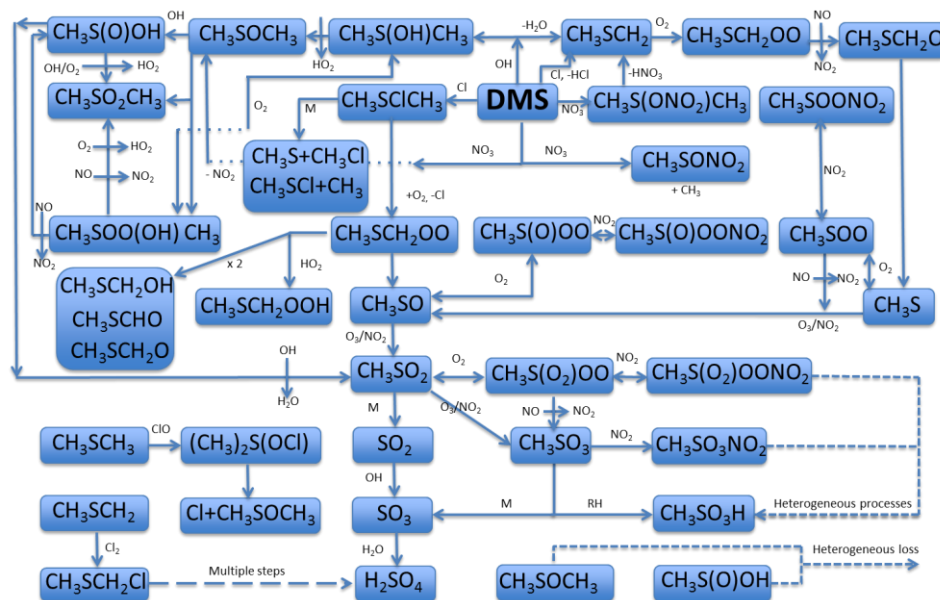 OH
NO
-H₂O
O₂
CH₃S(O)OH
CH₃SOCH₃
CH₃S(OH)CH₃
CH₃SCH₂
CH₃SCH₂OO
CH₃SCH₂O
HO₂
OH
Cl, -HCl
-HNO₃
NO₂
OH/O₂
HO₂
CH₃SO₂CH₃
O₂
M
CH₃SClCH₃
Cl
DMS
NO₃
CH₃S(ONO₂)CH₃
CH₃SOONO₂
O₂
HO₂
NO
NO₂
- NO₂
CH₃S+CH₃Cl
CH₃SCl+CH₃
NO₃
NO₃
CH₃SONO₂
+ CH₃
NO₂
+O₂, -Cl
NO
CH₃SOO(OH) CH₃
CH₃SCH₂OO
CH₃S(O)OO
NO₂
CH₃S(O)OONO₂
CH₃SOO
NO₂
x 2
HO₂
O₂
NO
NO₂
O₂
CH₃SCH₂OH
CH₃SCHO
CH₃SCH₂O
CH₃SCH₂OOH
CH₃SO
CH₃S
O₃/NO₂
O₃/NO₂
OH
H₂O
CH₃SO₂
O₂
CH₃S(O₂)OO
NO₂
CH₃S(O₂)OONO₂
M
O₃/NO₂
NO
NO₂
CH₃SCH₃
ClO
(CH₃)₂S(OCl)
SO₂
CH₃SO₃
NO₂
CH₃SO₃NO₂
OH
CH₃SCH₂
Cl+CH₃SOCH₃
SO₃
M
RH
CH₃SO₃H
Heterogeneous processes
Cl₂
H₂O
Heterogeneous loss
CH₃SCH₂Cl
Multiple steps
H₂SO₄
CH₃SOCH₃
CH₃S(O)OH